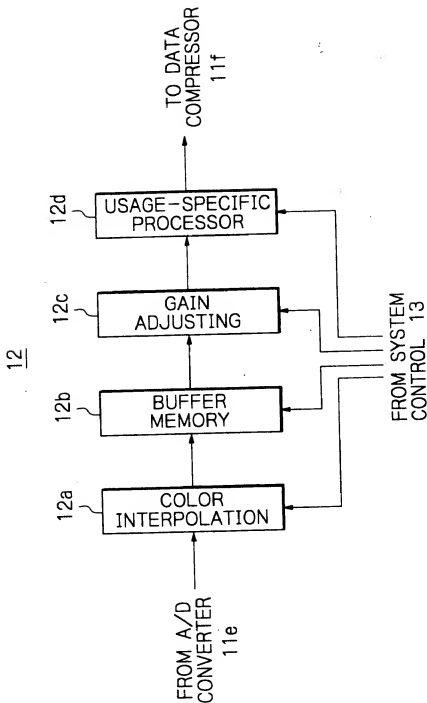 12
FROM A/D
CONVERTER
11e
12a
COLOR
INTERPOLATION
12b
BUFFER
MEMORY
12c
GAIN
ADJUSTING
12d
USAGE-SPECIFIC
PROCESSOR
TO DATA
COMPRESSOR
11f
FROM SYSTEM
CONTROL 13